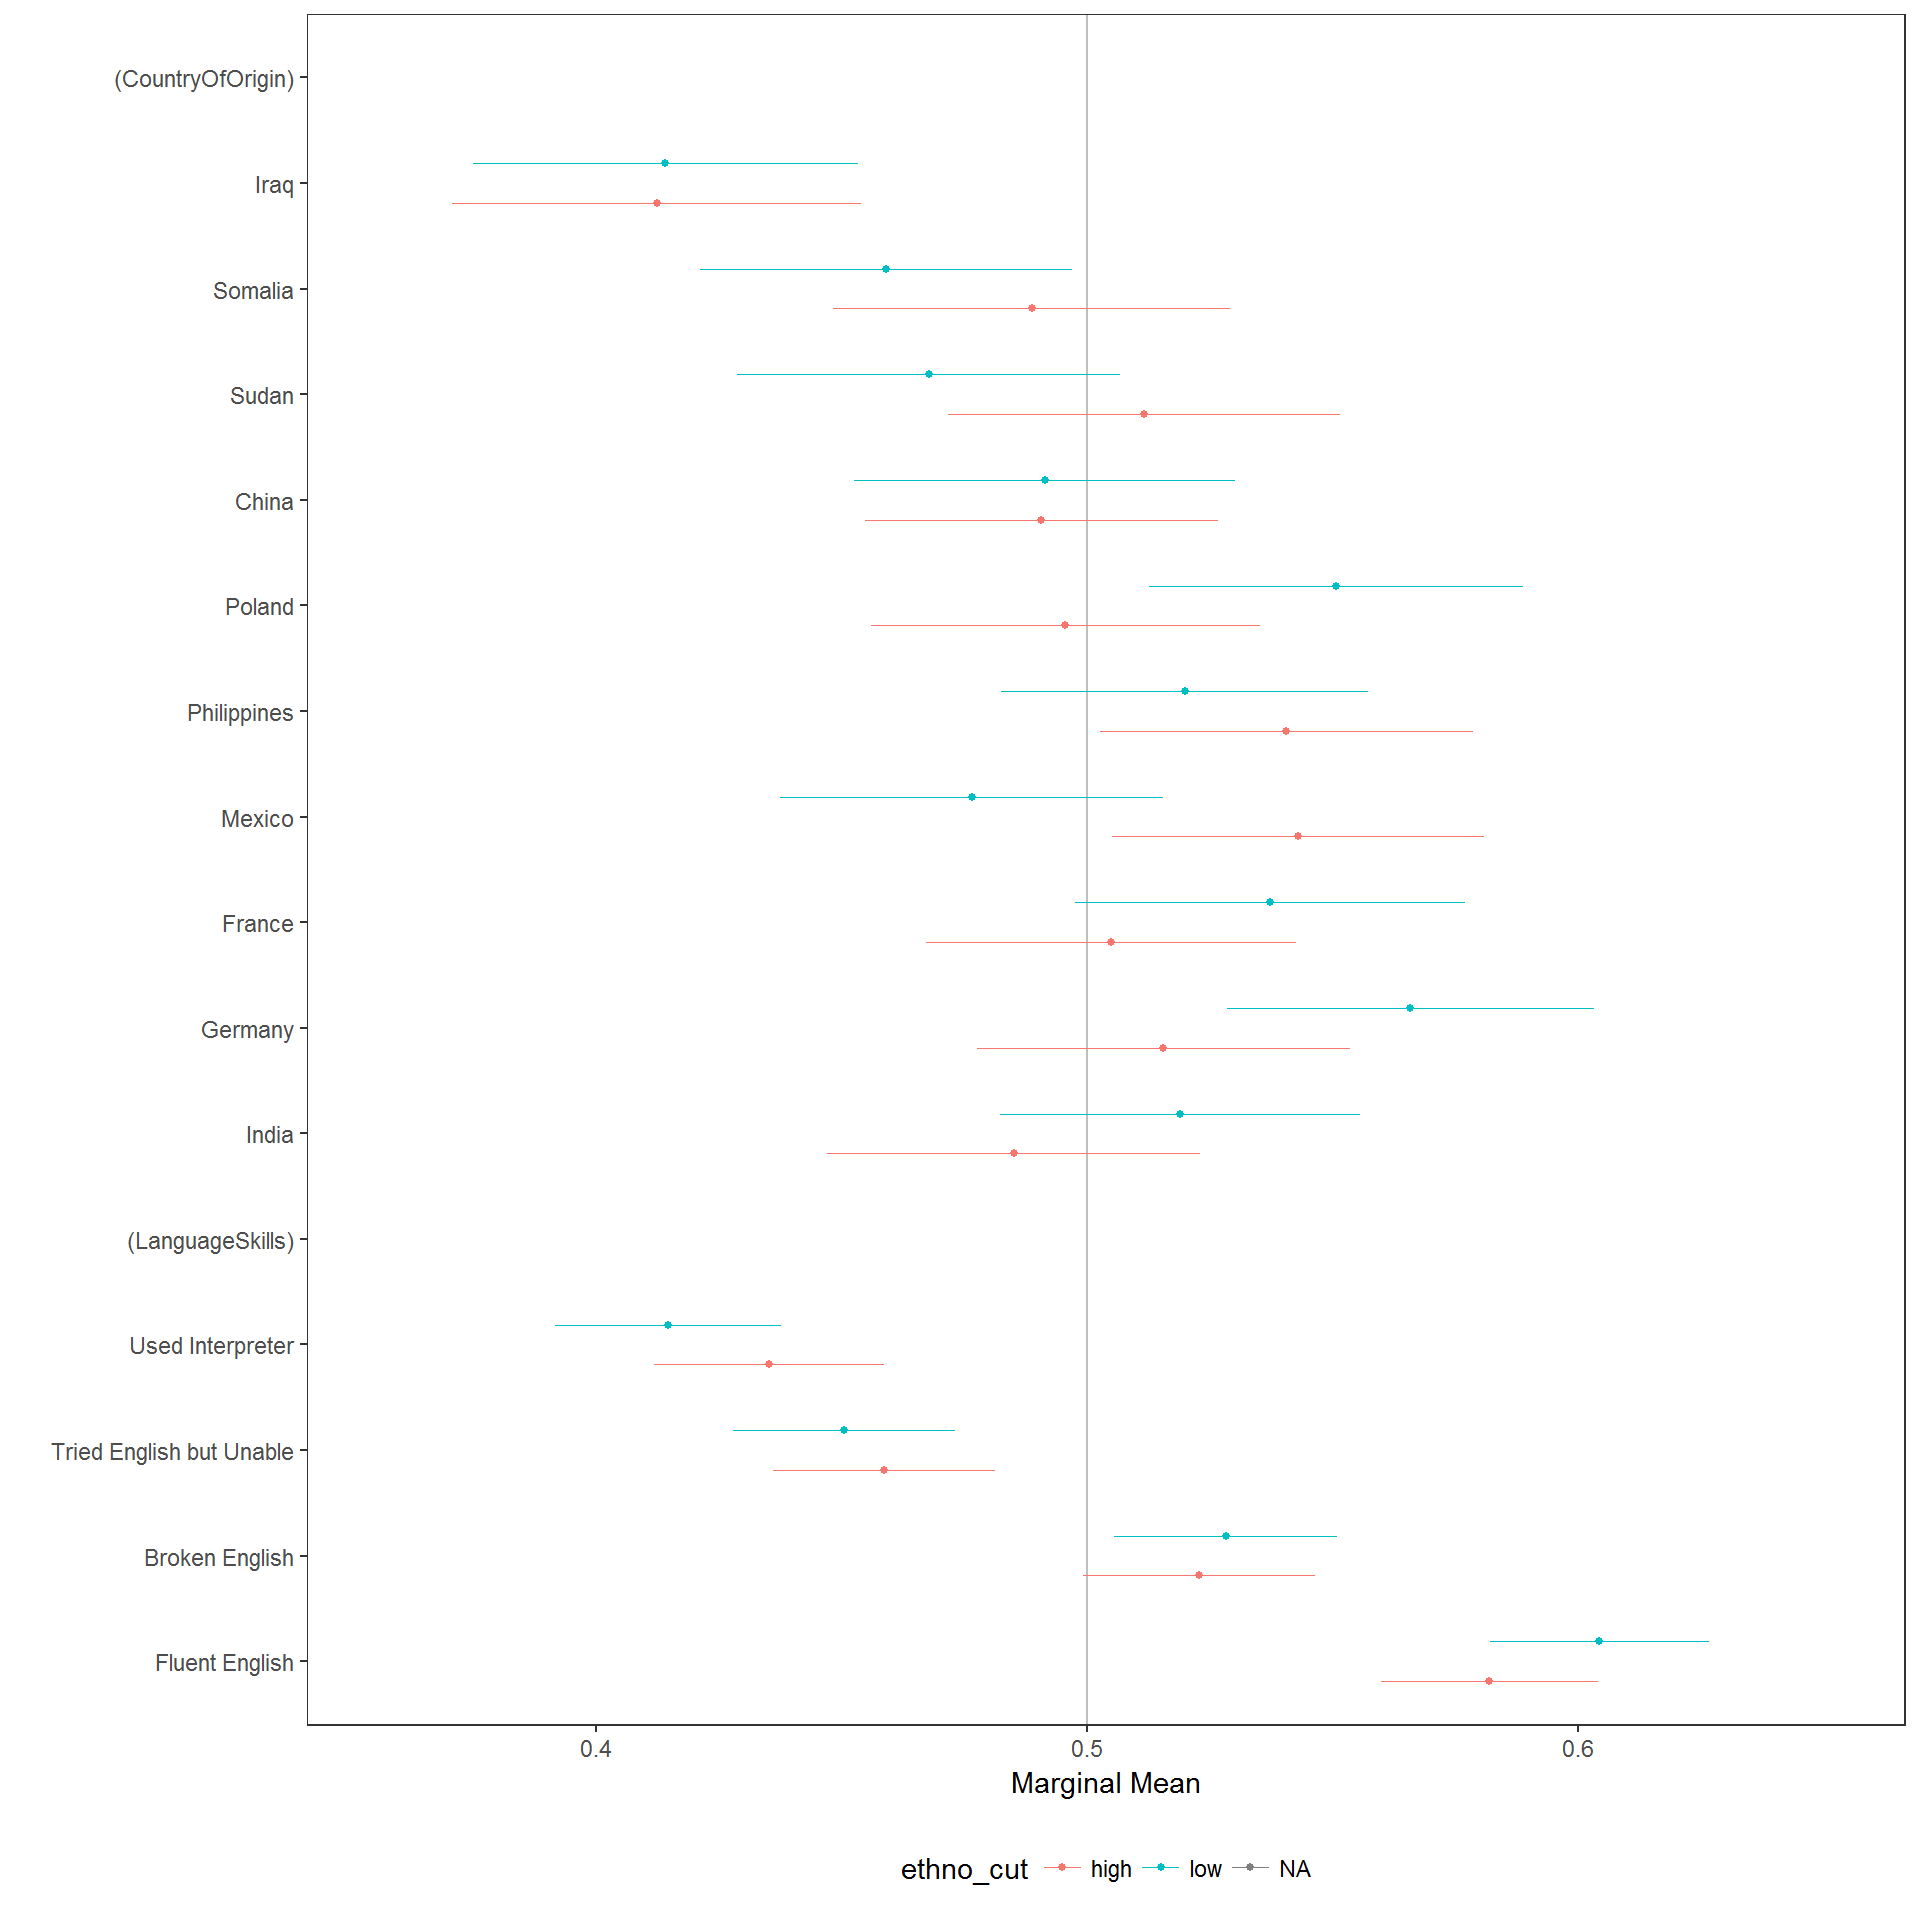 (CountryOfOrigin)
Iraq
Somalia
Sudan
China
Poland
Philippines
Mexico
France
Germany
India
(LanguageSkills)
Used Interpreter
Tried English but Unable
Broken English
Fluent English
0.4 0.5 0.6
Marginal Mean
ethno_cut high low NA